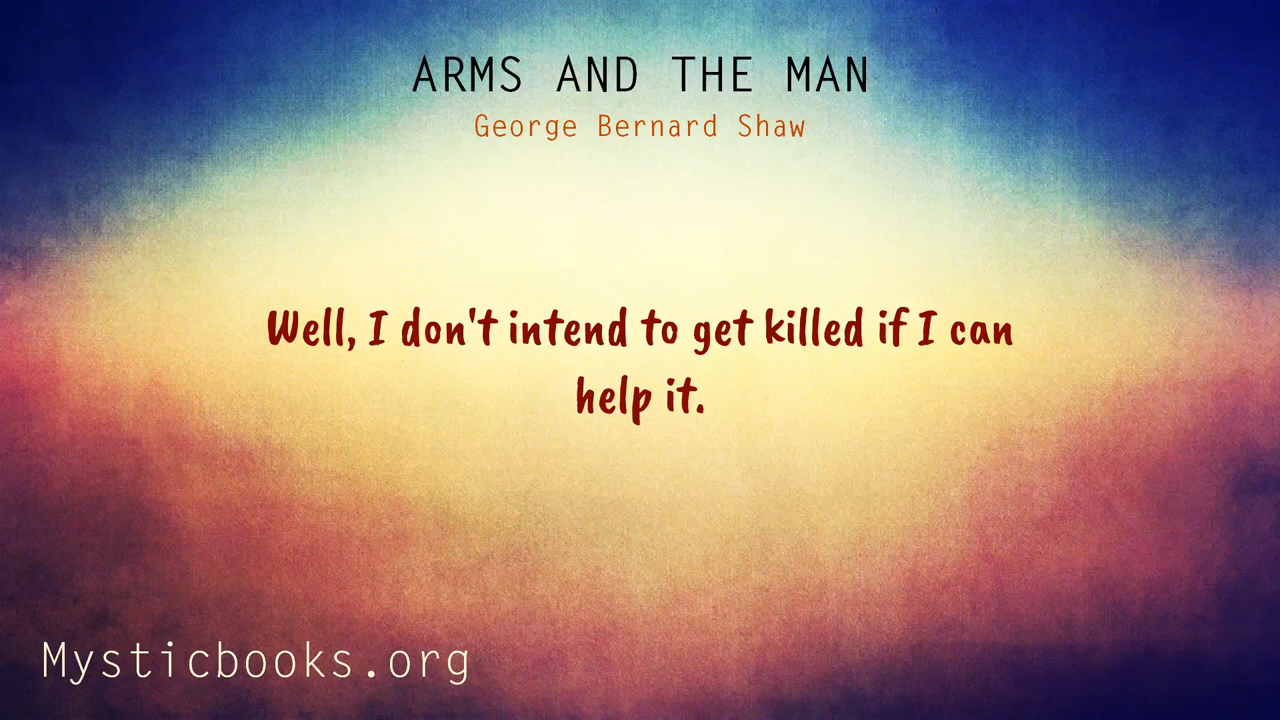 ARMS AND THE MAN
George Bernard Shaw
Well, I don't intend to get killed if I can
help it.
Mysticbooks.org